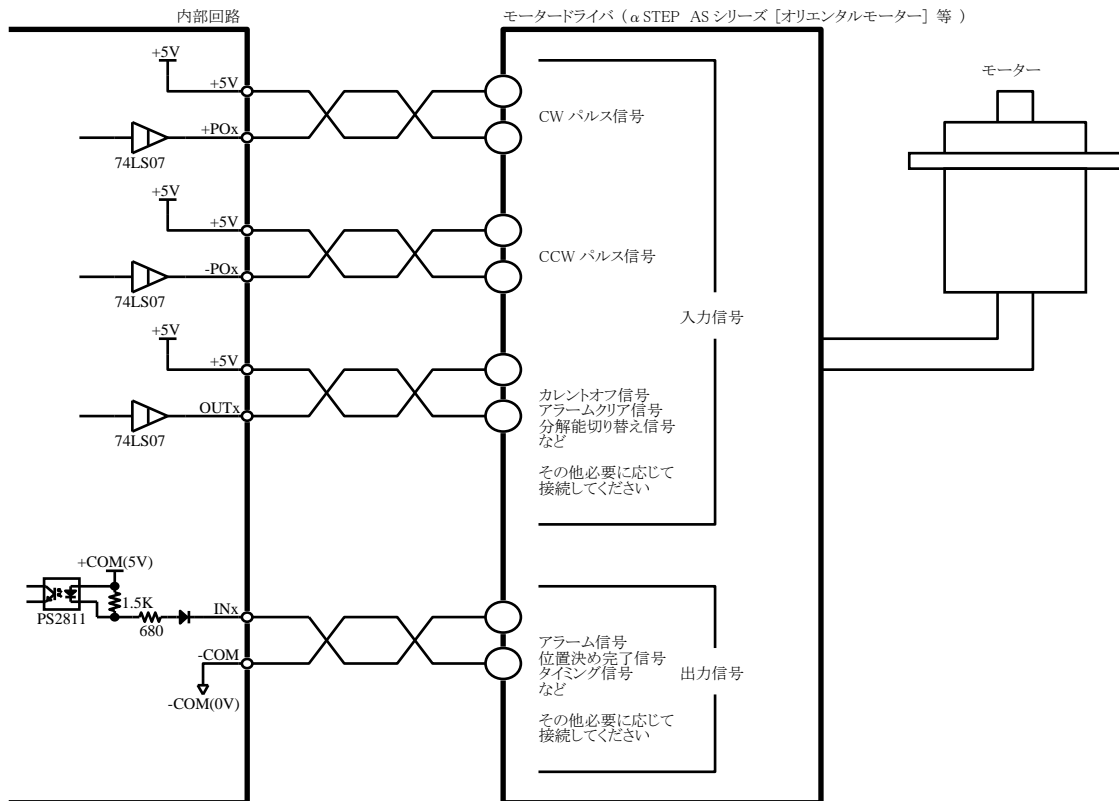 内部回路
モータードライバ ( α STEP AS シリーズ [オリエンタルモーター] 等 )
+5V
+5V
+POx
74LS07
CW パルス信号
モーター
+5V
+5V
-POx
74LS07
CCW パルス信号
入力信号
+5V
+5V
OUTx
74LS07
カレントオフ信号
アラームクリア信号
分解能切り替え信号
など
その他必要に応じて
接続してください
+COM(5V)
PS2811
1.5K
680
INx
-COM
-COM(0V)
アラーム信号
位置決め完了信号
タイミング信号
など
出力信号
その他必要に応じて
接続してください